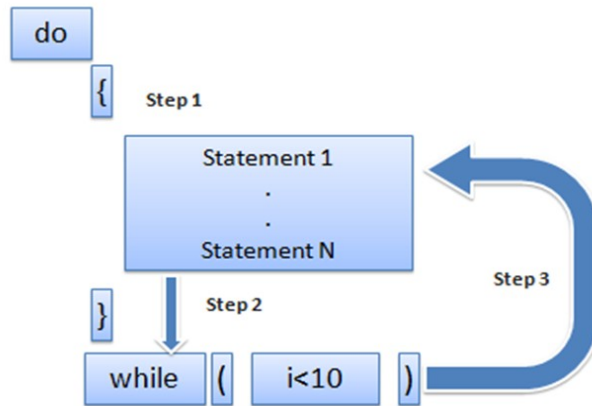 do
{
Step 1
Statement 1
.
.
Statement N
Step 2
Step 3
}
while ( i<10 )